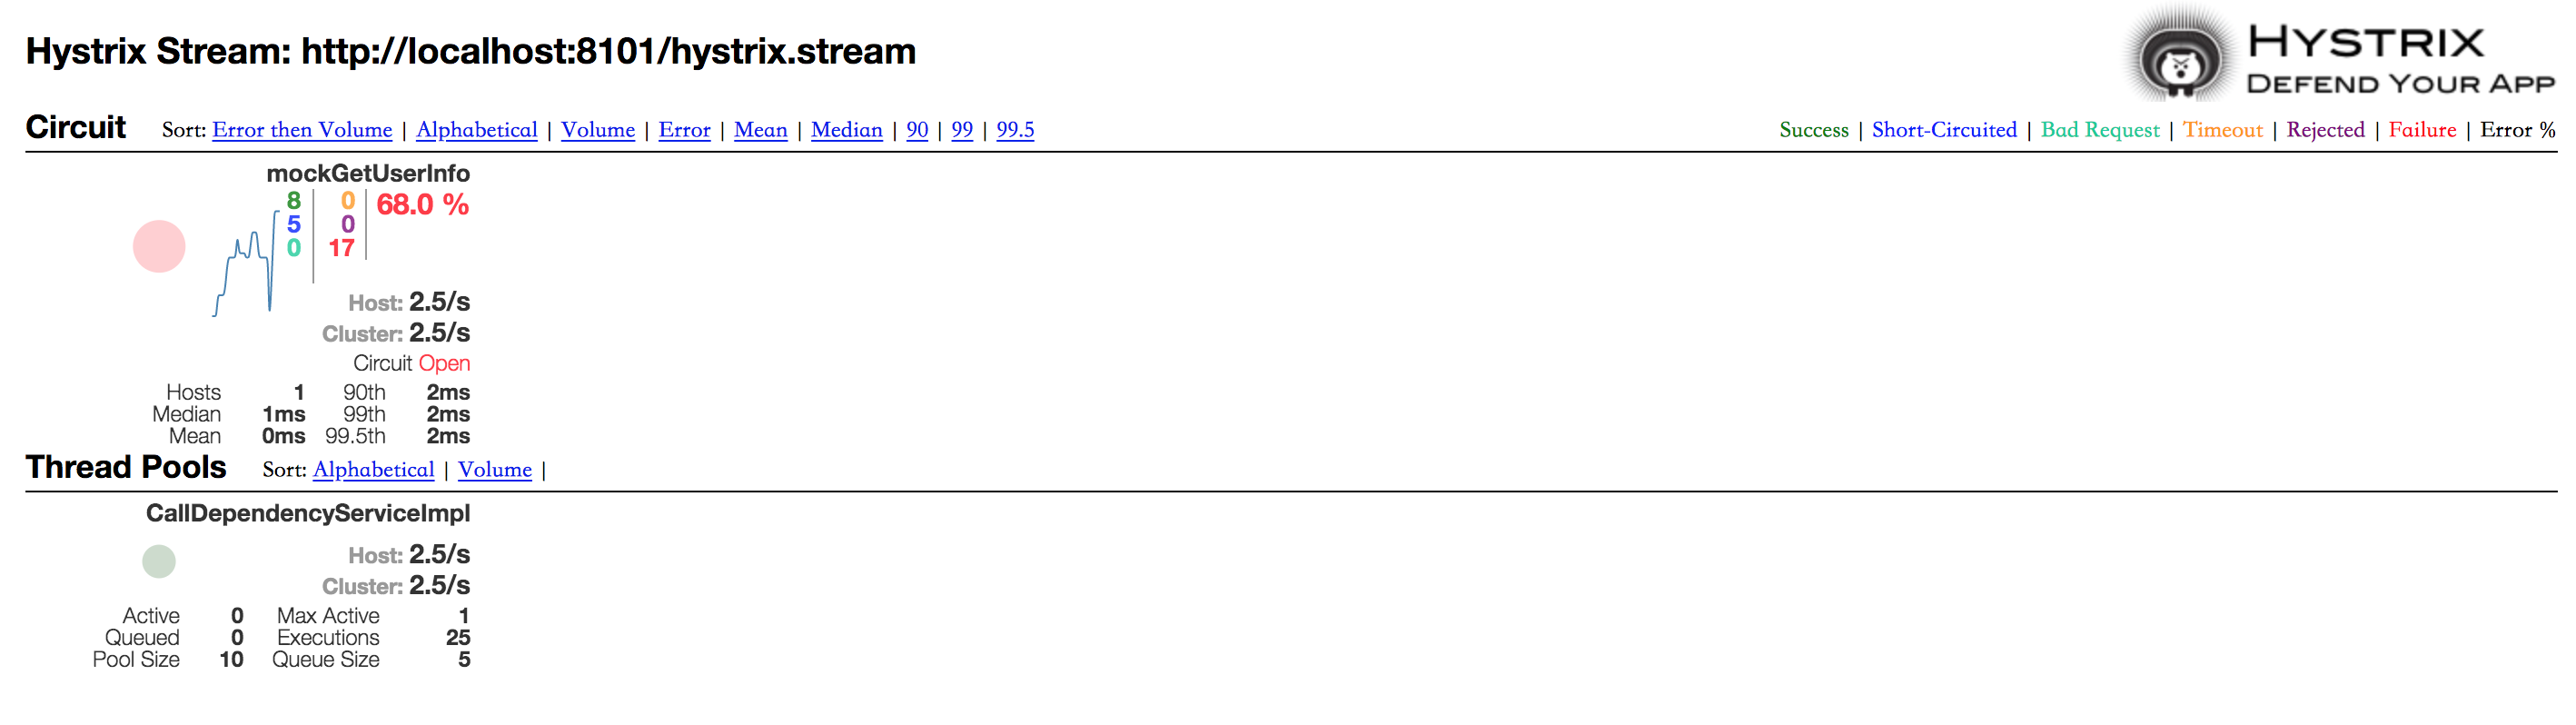 Hystrix Stream: http://localhost:8101/hystrix.stream
HYSTRIX
DEFEND YOUR APP
Circuit Sort: Error then Volume | Alphabetical | Volume | Error | Mean | Median | 90 | 99 | 99.5
Success | Short-Circuited | Bad Request | Timeout | Rejected | Failure | Error %
mockGetUserInfo
8 0 68.0 %
5 0
0 17
Host: 2.5/s
Cluster: 2.5/s
Circuit Open
Hosts 1 90th 2ms
Median 1ms 99th 2ms
Mean 0ms 99.5th 2ms
Thread Pools Sort: Alphabetical | Volume |
CallDependencyServiceImpl
Host: 2.5/s
Cluster: 2.5/s
Active 0 Max Active 1
Queued 0 Executions 25
Pool Size 10 Queue Size 5